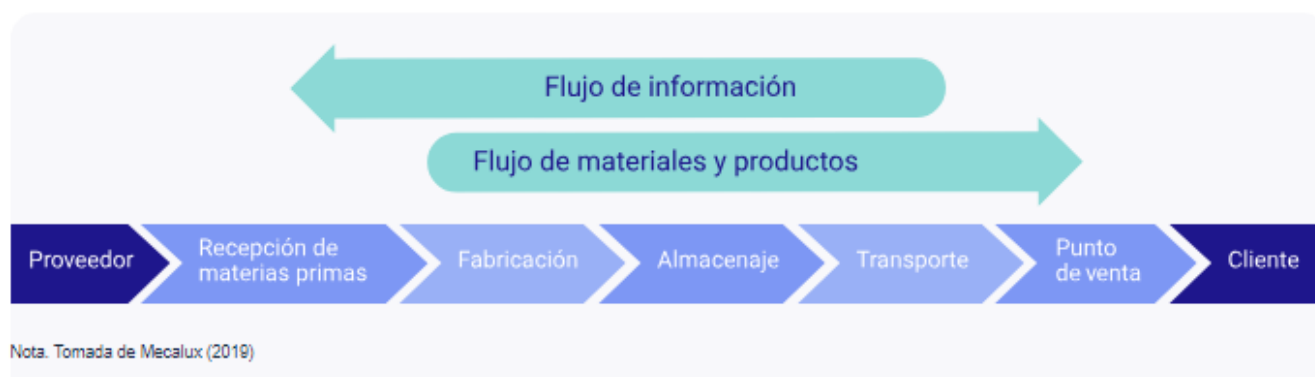 Flujo de información
Flujo de materiales y productos
Proveedor
Recepción de
materias primas
Fabricación
Almacenaje
Transporte
Punto
de venta
Cliente
Nota. Tomada de Mecalux (2019)